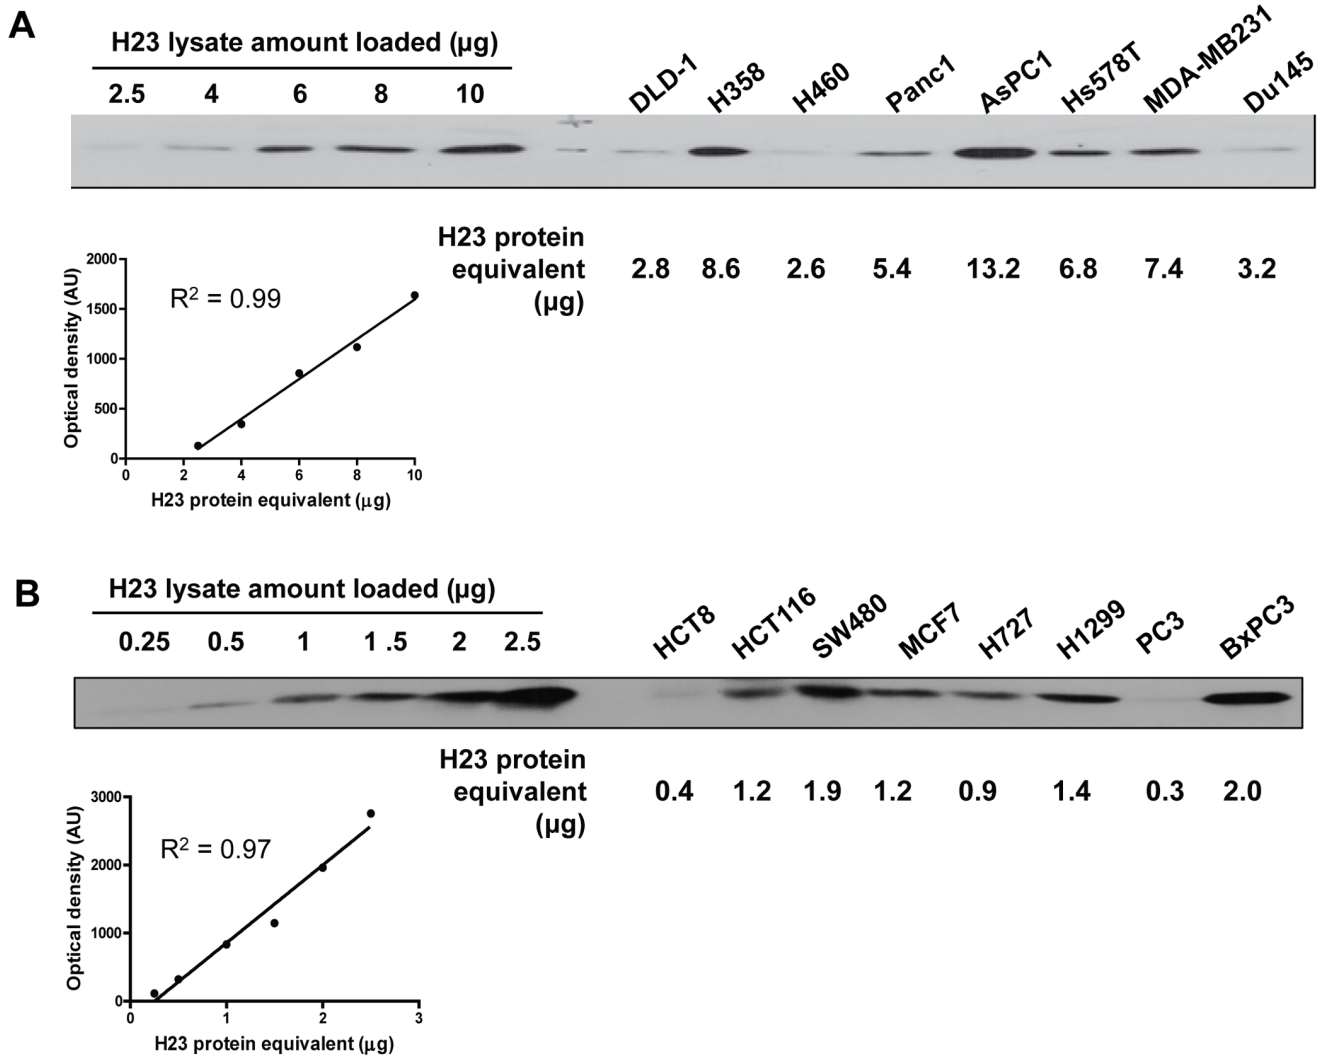 A
H23 lysate amount loaded (µg)
2.5 4 6 8 10
DLD-1 H358 H460 Panc1 AsPC1 Hs578T MDA-MB231 Du145
H23 protein
equivalent
(µg)
2.8 8.6 2.6 5.4 13.2 6.8 7.4 3.2
R2 = 0.99
Optical density (AU)
2000
1500
1000
500
0
0 2 4 6 8 10
H23 protein equivalent (µg)
B
H23 lysate amount loaded (µg)
0.25 0.5 1 1 .5 2 2.5
HCT8 HCT116 SW480 MCF7 H727 H1299 PC3 BxPC3
H23 protein
equivalent
(µg)
0.4 1.2 1.9 1.2 0.9 1.4 0.3 2.0
R2 = 0.97
Optical density (AU)
3000
2000
1000
0
0 1 2 3
H23 protein equivalent (µg)